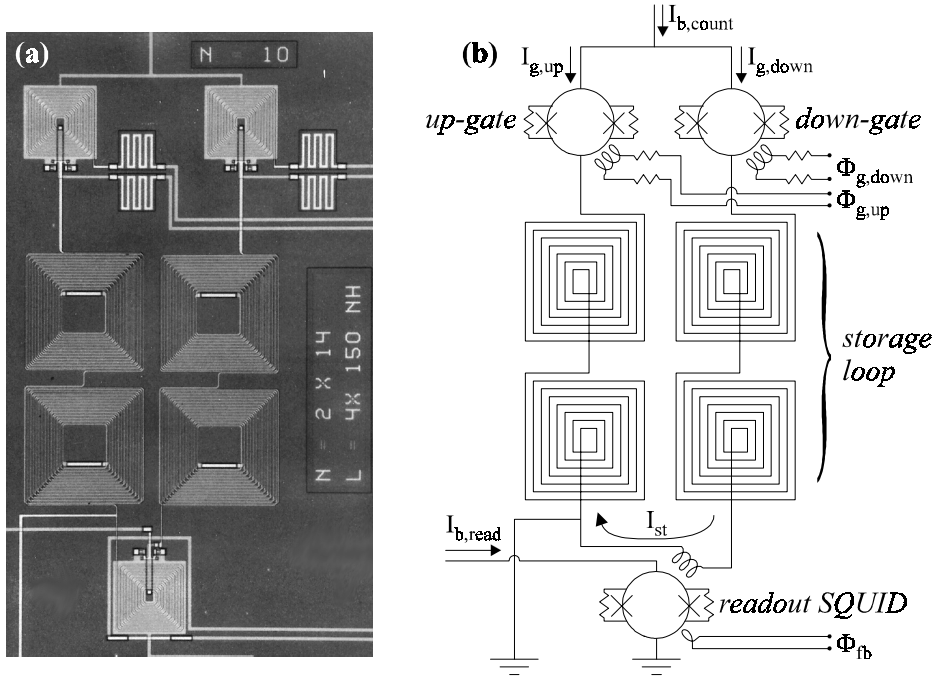 (a)
N = 10
N = 2 X 14
L = 4X 150 NH
(b)
I_b,count
I_g,up
I_g,down
up-gate
down-gate
Φ_g,down
Φ_g,up
storage
loop
I_st
I_b,read
readout SQUID
Φ_fb